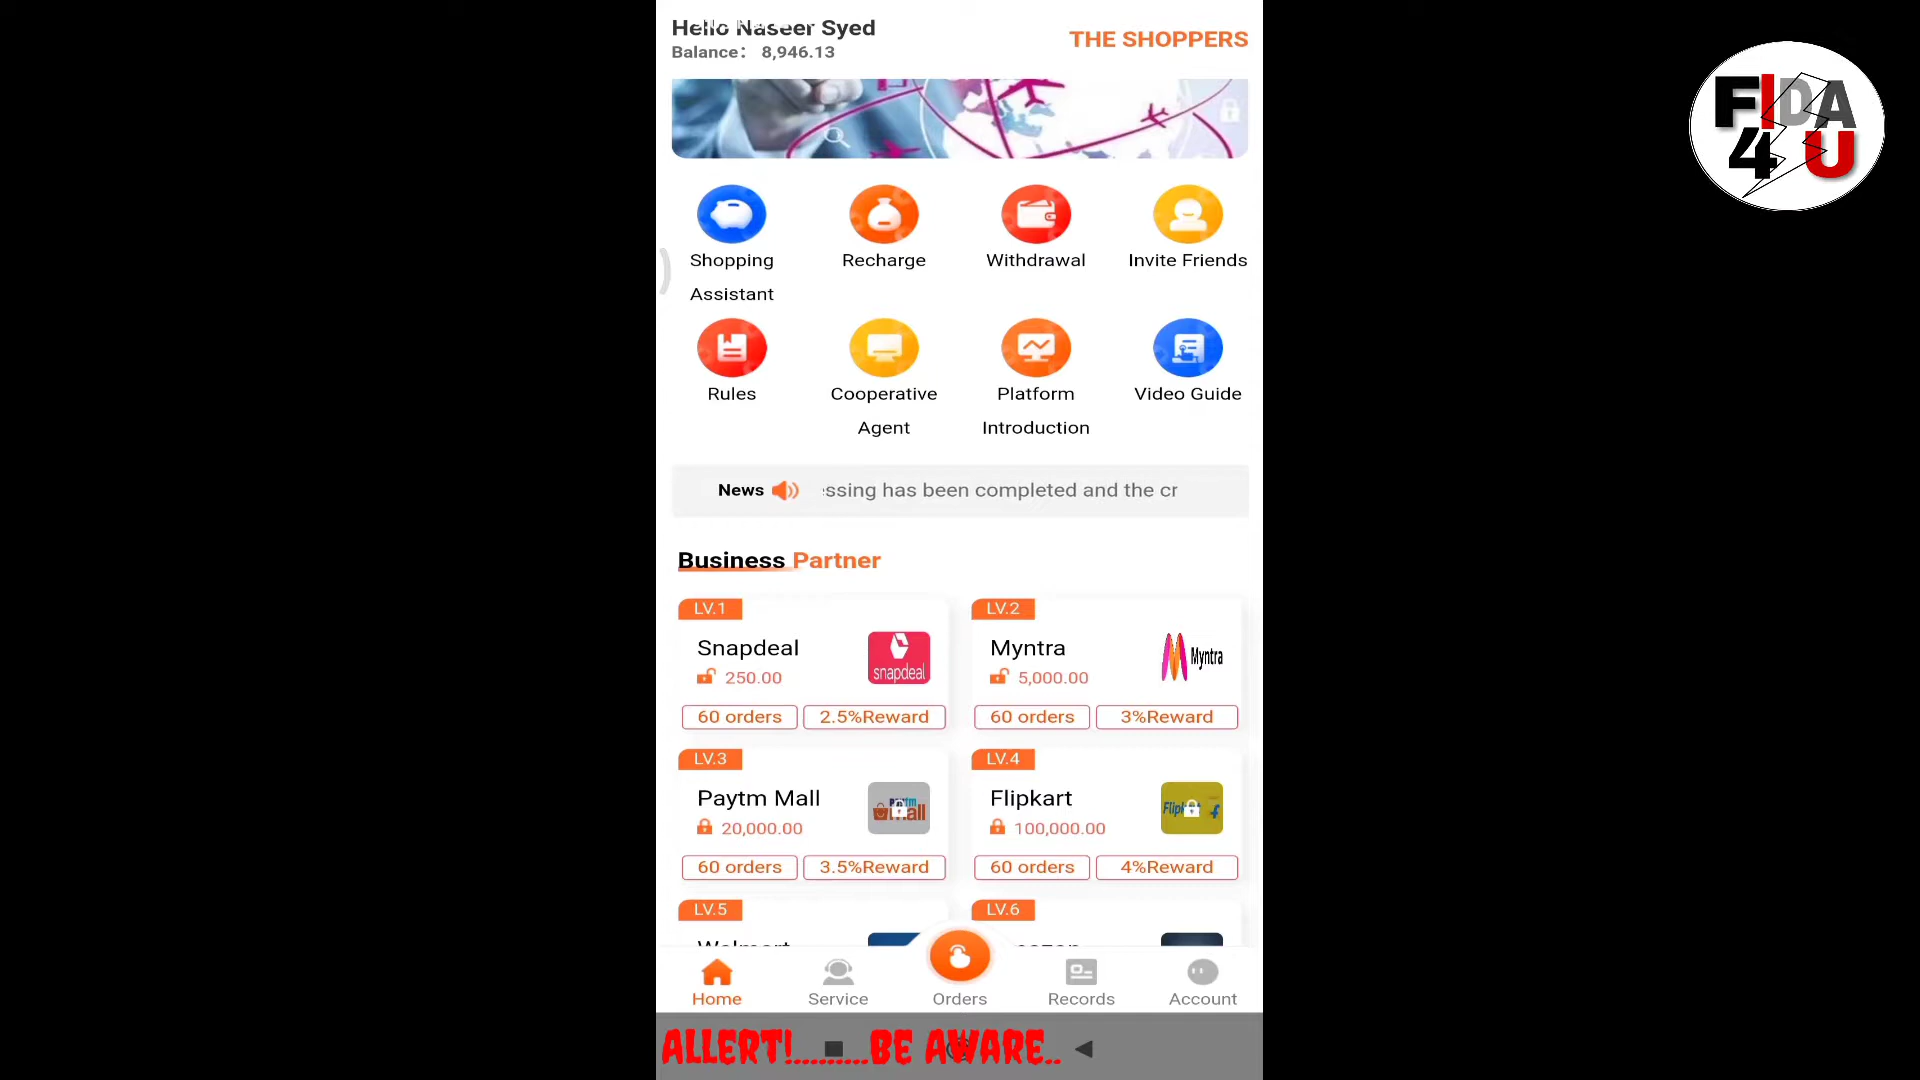 Hello Naseer Syed
Balance: 8,946.13
THE SHOPPERS
FIDA
4U
Shopping Assistant
Recharge
Withdrawal
Invite Friends
Rules
Cooperative Agent
Platform Introduction
Video Guide
News
ssing has been completed and the cr
Business Partner
LV.1
Snapdeal
250.00
snapdeal
60 orders
2.5%Reward
LV.2
Myntra
5,000.00
Myntra
60 orders
3%Reward
LV.3
Paytm Mall
20,000.00
60 orders
3.5%Reward
LV.4
Flipkart
100,000.00
60 orders
4%Reward
LV.5
LV.6
Home
Service
Orders
Records
Account
ALLERT!.........BE AWARE..